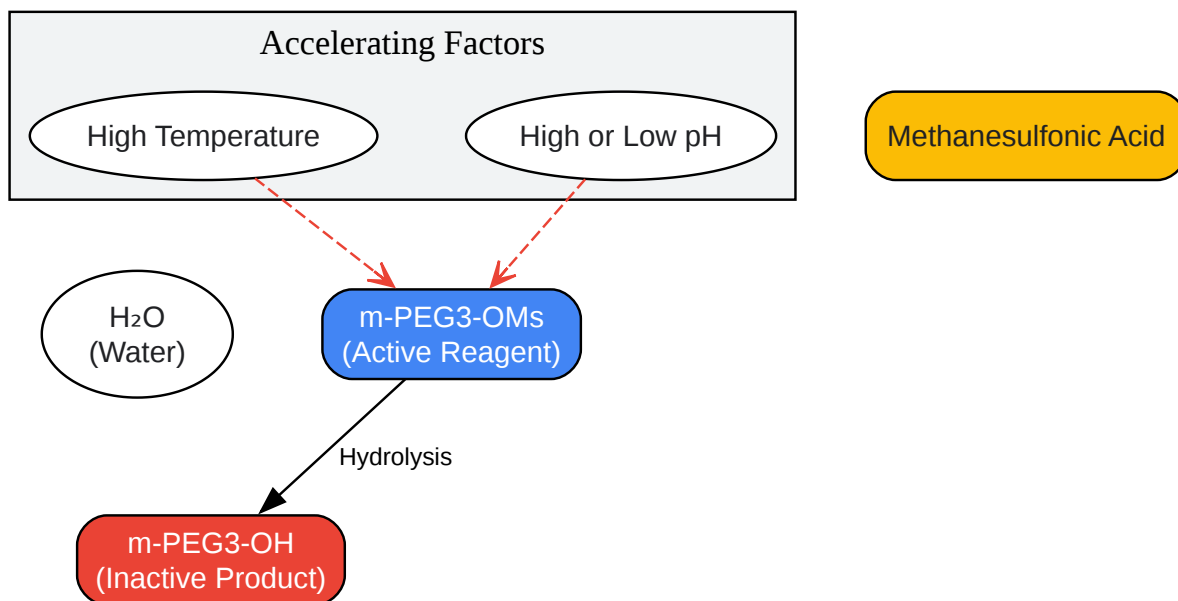 Accelerating Factors
High Temperature
High or Low pH
Methanesulfonic Acid
H₂O
(Water)
m-PEG3-OMs
(Active Reagent)
Hydrolysis
m-PEG3-OH
(Inactive Product)